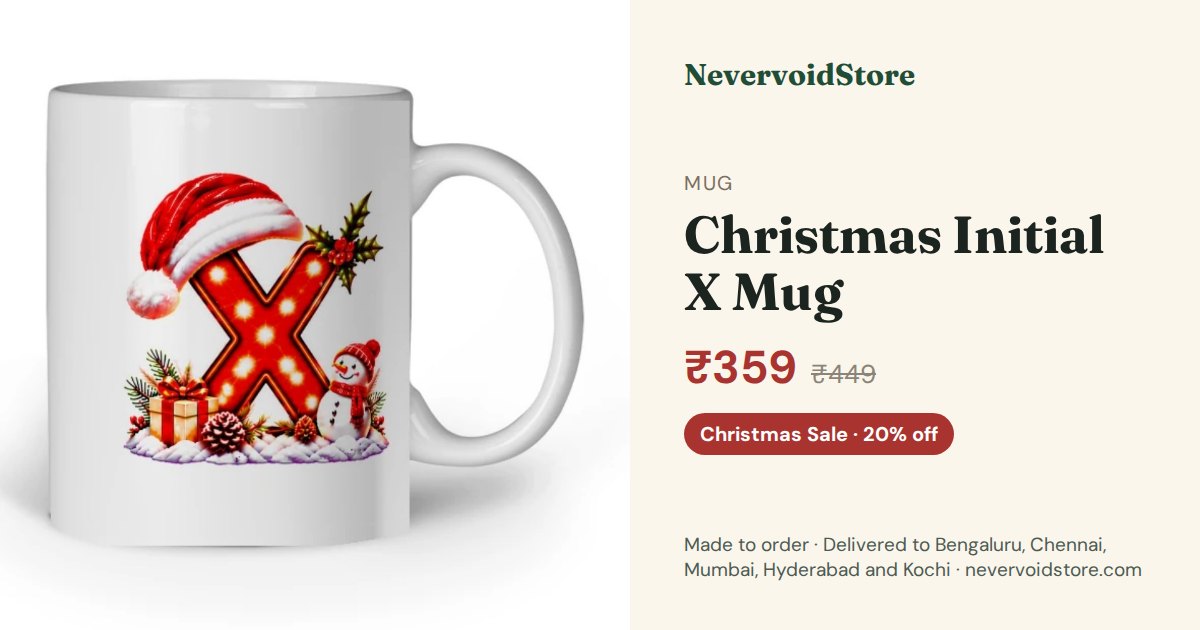 NevervoidStore
MUG
Christmas Initial
X Mug
₹359 ₹449
Christmas Sale · 20% off
Made to order · Delivered to Bengaluru, Chennai,
Mumbai, Hyderabad and Kochi · nevervoidstore.com
X